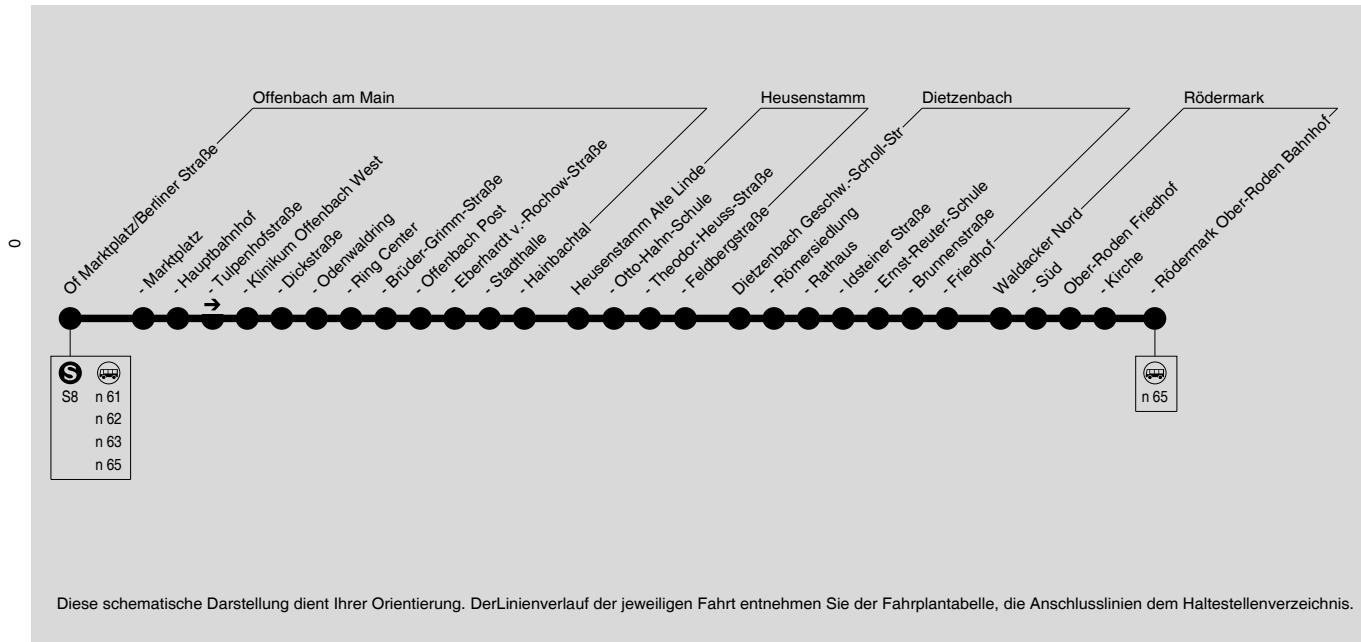 Offenbach am Main
Heusenstamm
Dietzenbach
Rödermark
Of Marktplatz/Berliner Straße
- Marktplatz
- Hauptbahnhof
- Tulpenhofstraße
- Klinikum Offenbach West
- Dickstraße
- Odenwaldring
- Ring Center
- Brüder-Grimm-Straße
- Offenbach Post
- Eberhardt v.-Rochow-Straße
- Stadthalle
- Hainbachtal
Heusenstamm Alte Linde
- Otto-Hahn-Schule
- Theodor-Heuss-Straße
- Feldbergstraße
Dietzenbach Geschw.-Scholl-Str
- Römersiedlung
- Rathaus
- Idsteiner Straße
- Ernst-Reuter-Schule
- Brunnenstraße
- Friedhof
Waldacker Nord
- Süd
Ober-Roden Friedhof
- Kirche
- Rödermark Ober-Roden Bahnhof
0
➔
S
S8 n 61
n 62
n 63
n 65
n 65
Diese schematische Darstellung dient Ihrer Orientierung. DerLinienverlauf der jeweiligen Fahrt entnehmen Sie der Fahrplantabelle, die Anschlusslinien dem Haltestellenverzeichnis.